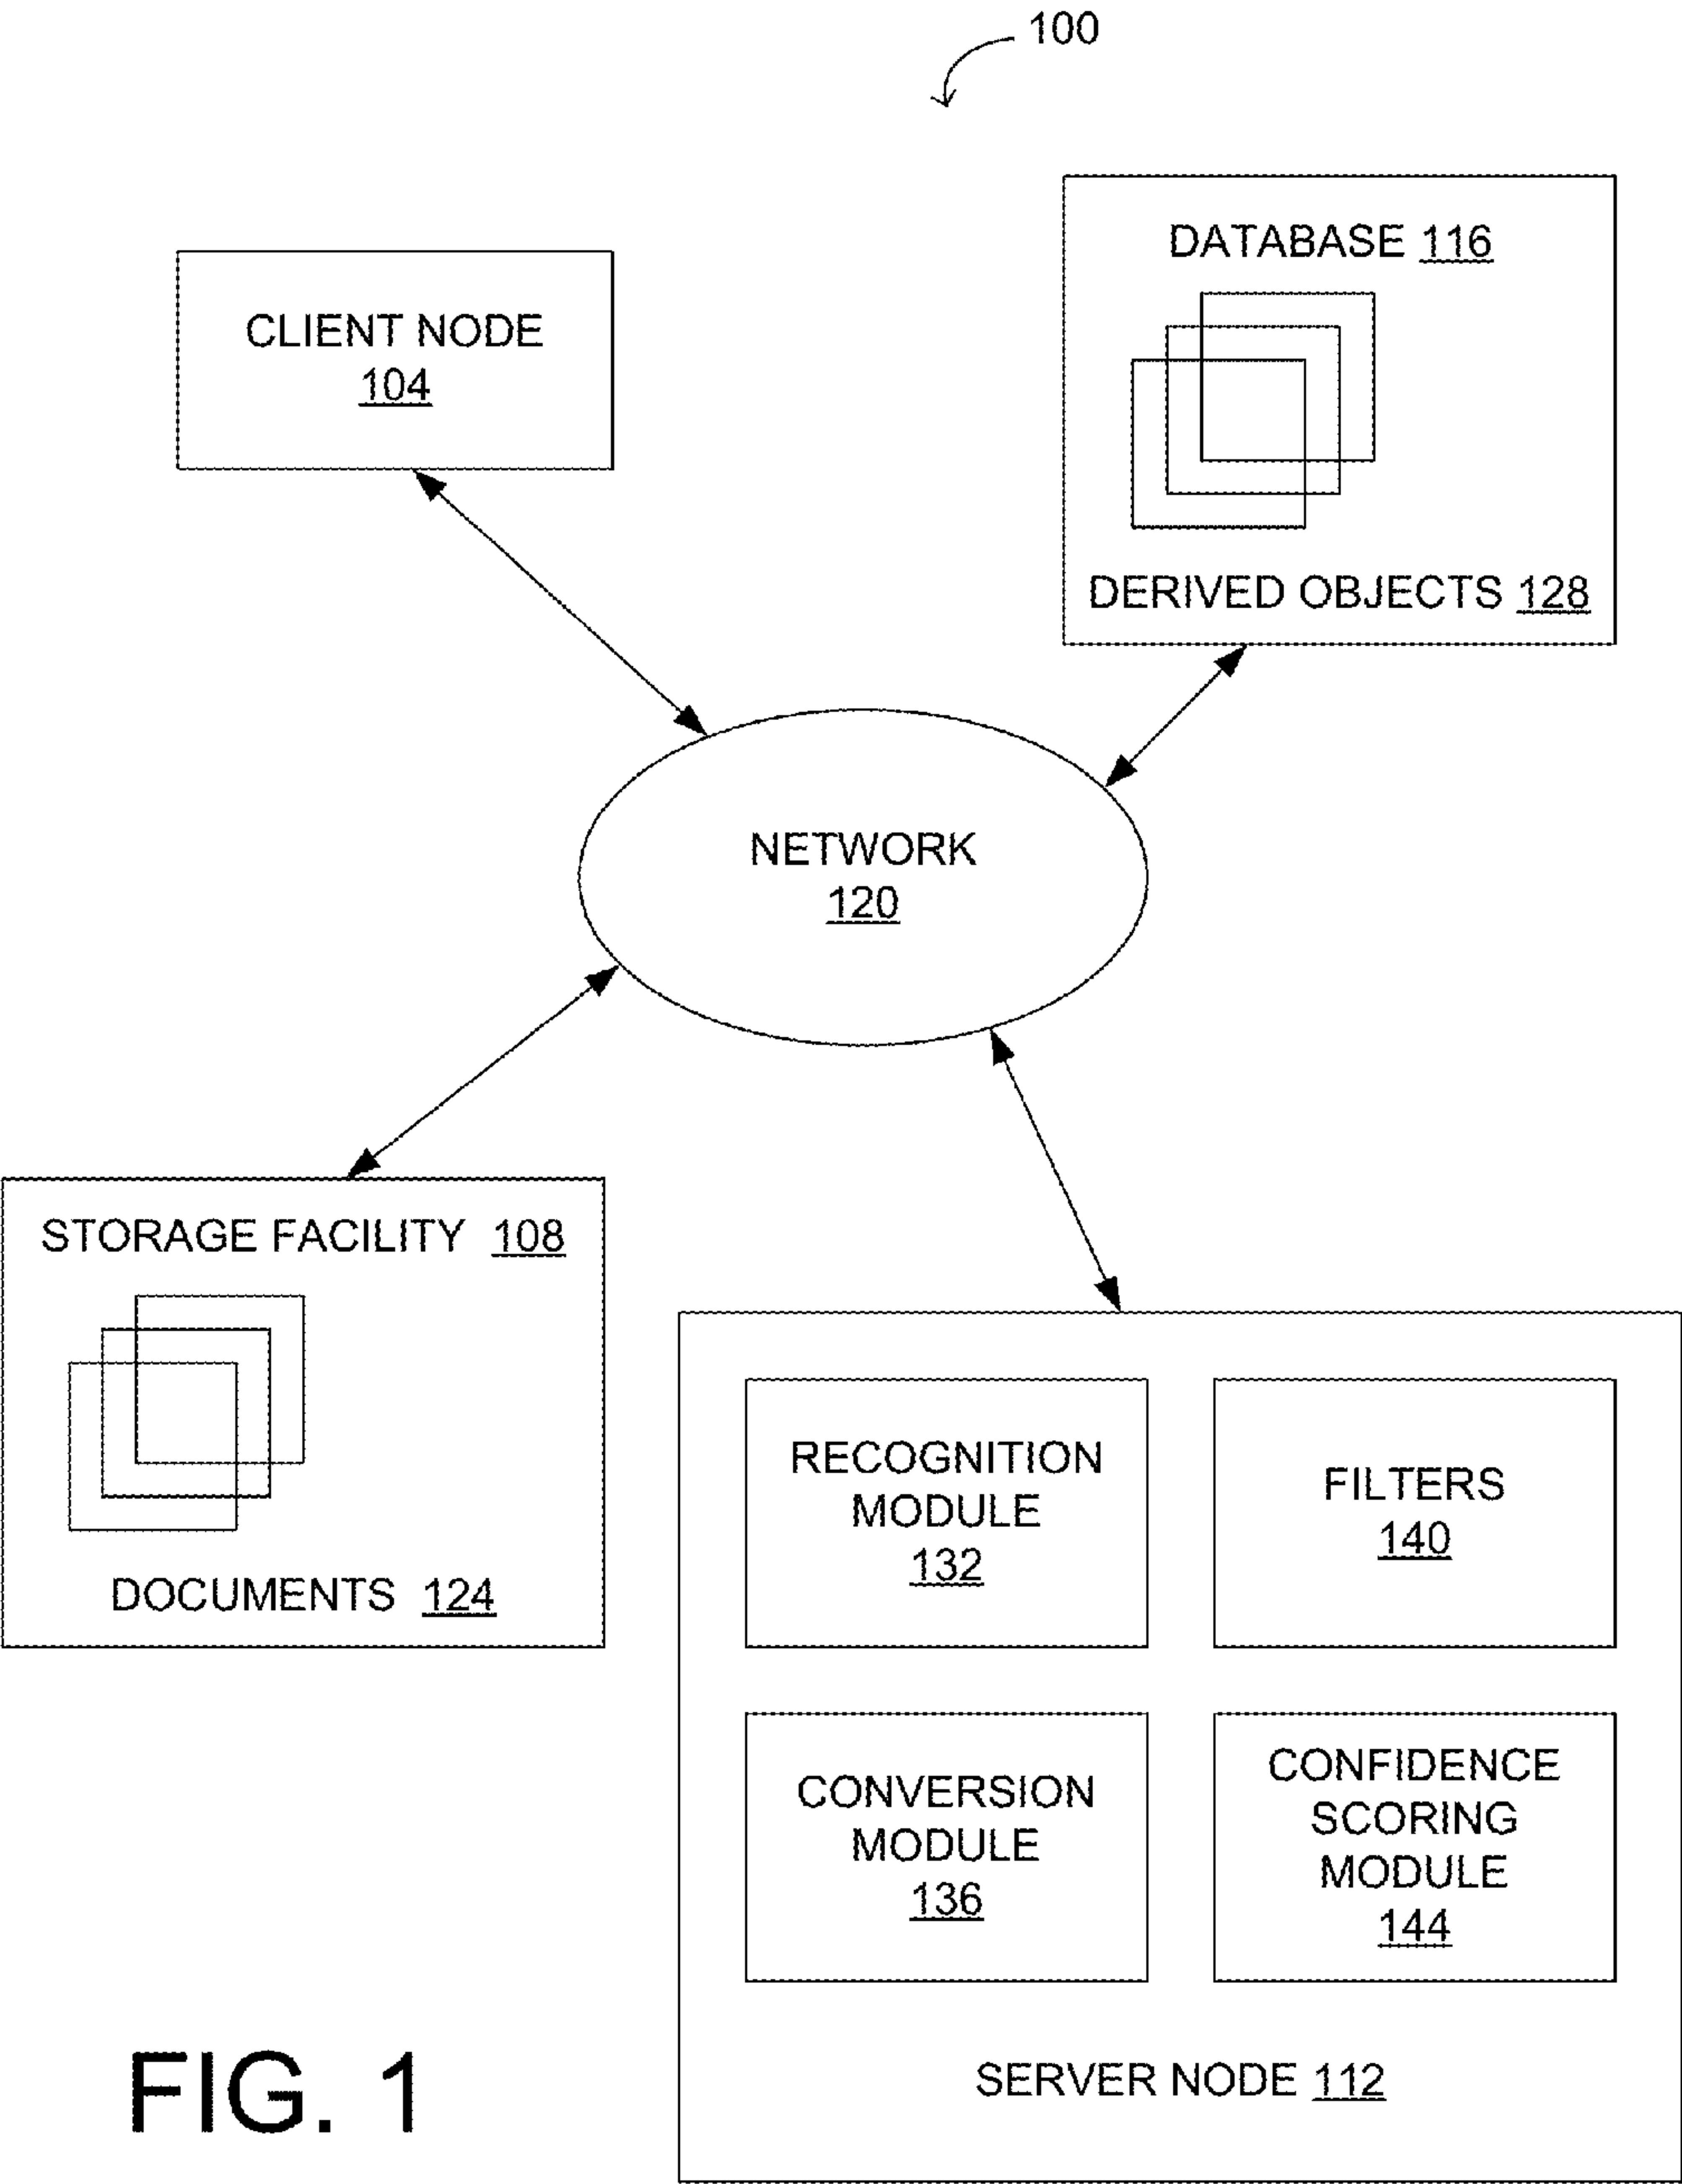 100
DATABASE 116
CLIENT NODE
104
DERIVED OBJECTS 128
NETWORK
120
STORAGE FACILITY 108
DOCUMENTS 124
RECOGNITION
MODULE
132
FILTERS
140
CONVERSION
MODULE
136
CONFIDENCE
SCORING
MODULE
144
SERVER NODE 112
FIG. 1